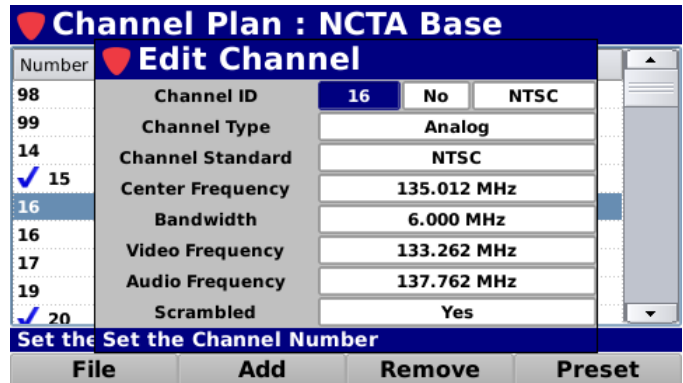 Channel Plan : NCTA Base
Number
Edit Channel
98
99
14
15
16
16
17
19
20
Channel ID 16 No NTSC
Channel Type Analog
Channel Standard NTSC
Center Frequency 135.012 MHz
Bandwidth 6.000 MHz
Video Frequency 133.262 MHz
Audio Frequency 137.762 MHz
Scrambled Yes
Set the
Set the Channel Number
File Add Remove Preset